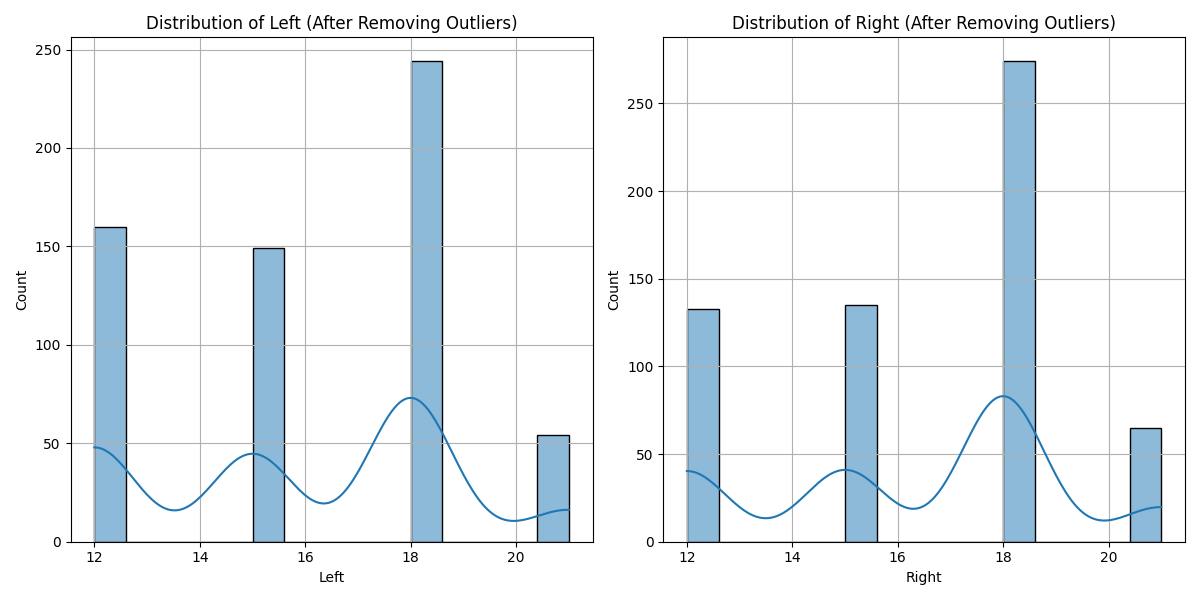 Distribution of Left (After Removing Outliers)
250
200
150
100
50
0
Count
12 14 16 18 20
Left
Distribution of Right (After Removing Outliers)
250
200
150
100
50
0
Count
12 14 16 18 20
Right